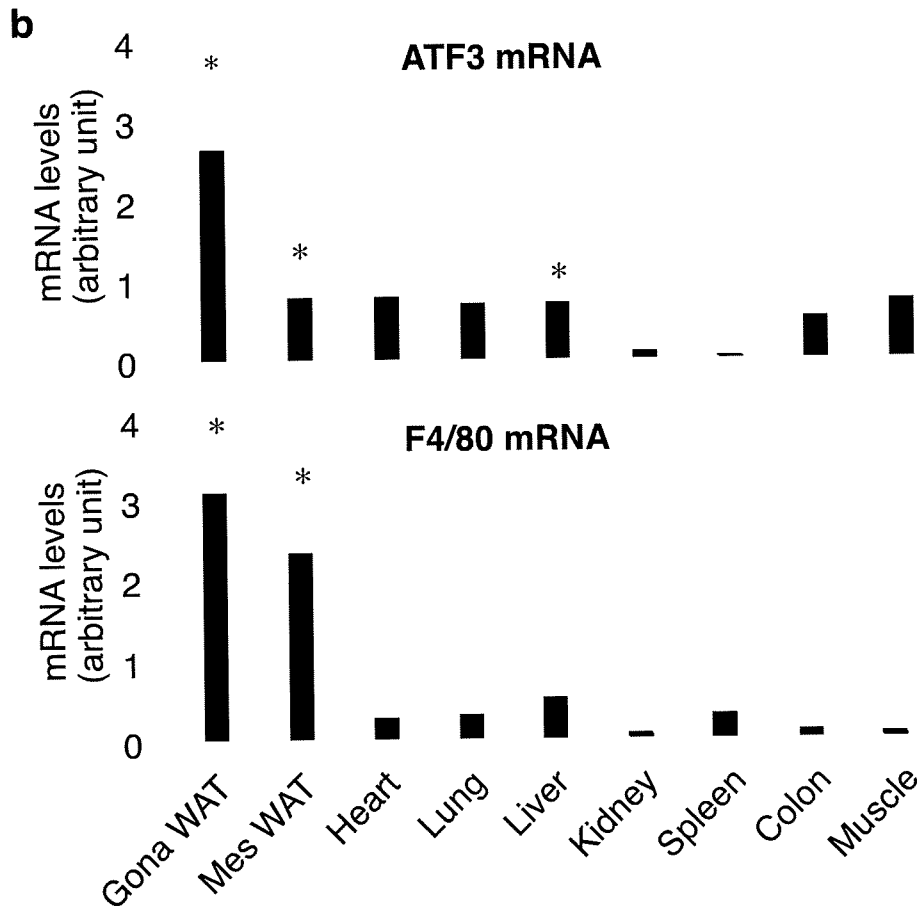 b
ATF3 mRNA
mRNA levels
(arbitrary unit)
4
3
2
1
0
*
*
*
F4/80 mRNA
mRNA levels
(arbitrary unit)
4
3
2
1
0
*
*
Gona WAT
Mes WAT
Heart
Lung
Liver
Kidney
Spleen
Colon
Muscle